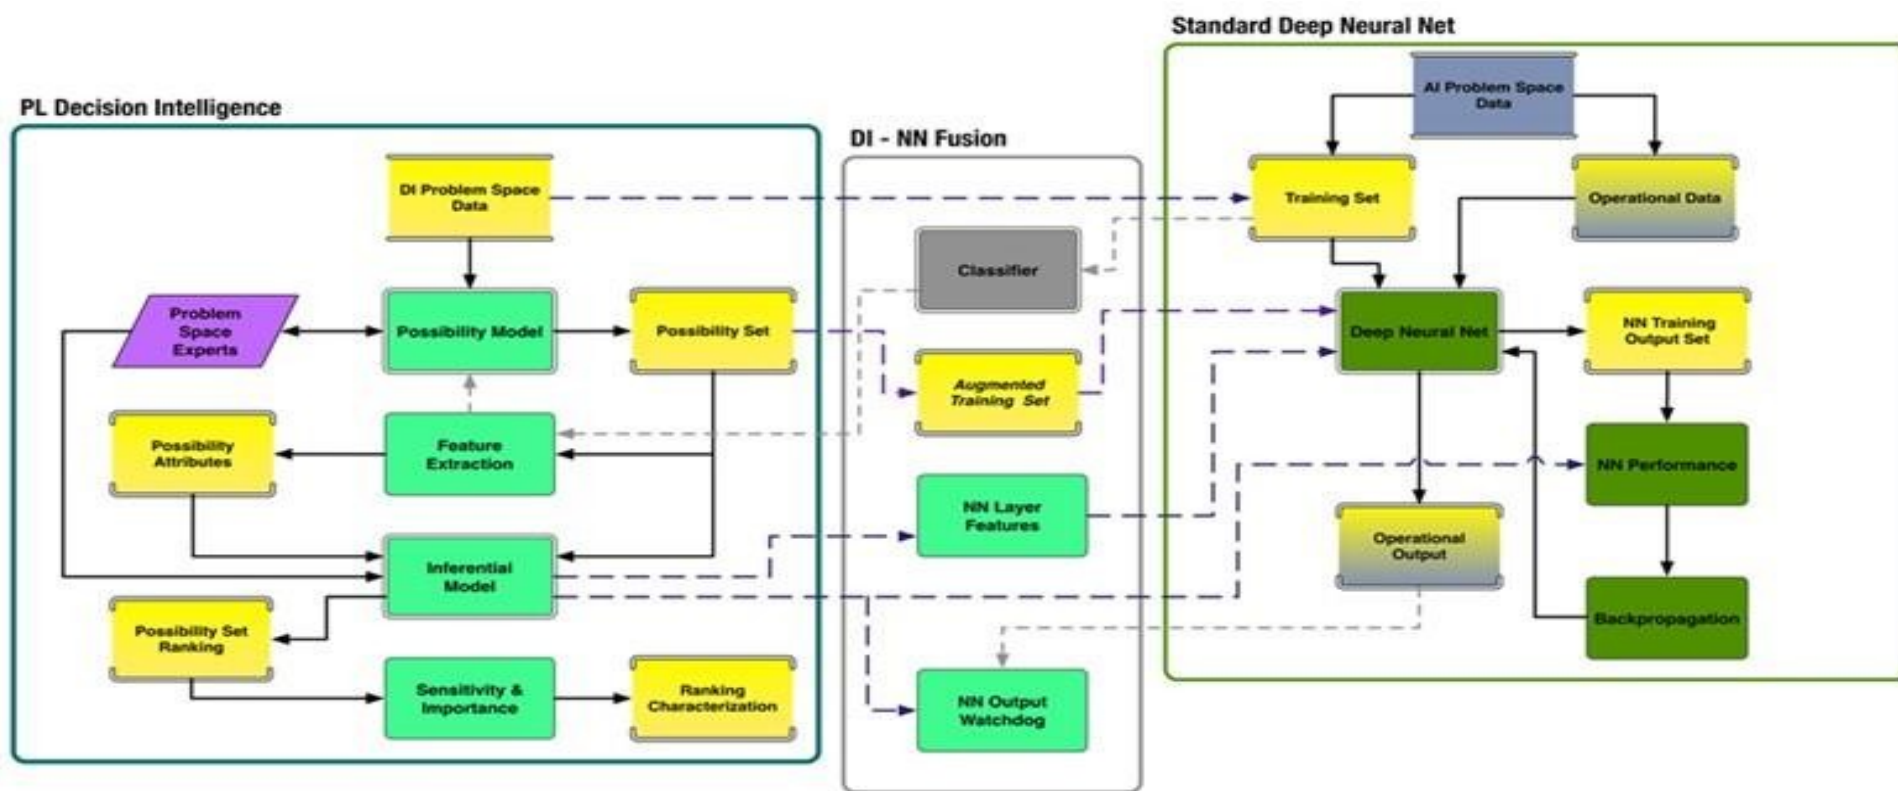 Standard Deep Neural Net
PL Decision Intelligence
DI - NN Fusion
AI Problem Space
Data
DI Problem Space
Data
Training Set
Operational Data
Classifier
Problem
Space
Experts
Possibility Model
Possibility Set
Deep Neural Net
NN Training
Output Set
Augmented
Training Set
Possibility
Attributes
Feature
Extraction
NN Performance
NN Layer
Features
Operational
Output
Inferential
Model
Backpropagation
Possibility Set
Ranking
Sensitivity &
Importance
Ranking
Characterization
NN Output
Watchdog